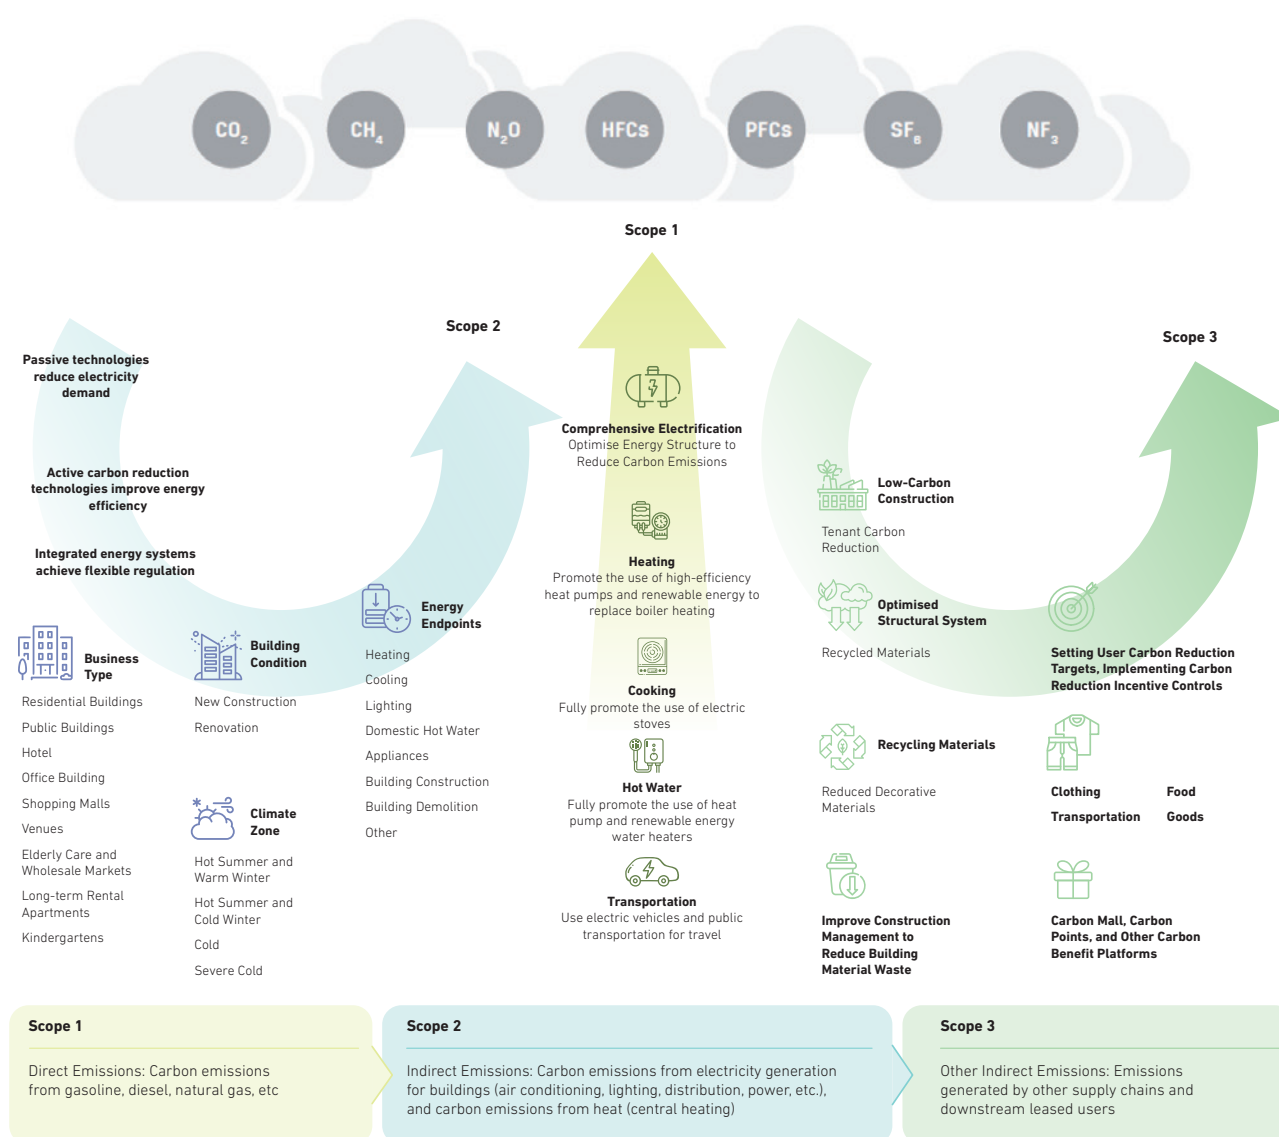 CO2
CH4
N2O
HFCs
PFCs
SF6
NF3
Scope 1
Scope 2
Scope 3
Passive technologies
reduce electricity
demand
Active carbon reduction
technologies improve energy
efficiency
Integrated energy systems
achieve flexible regulation
Business
Type
Residential Buildings
Public Buildings
Hotel
Office Building
Shopping Malls
Venues
Elderly Care and
Wholesale Markets
Long-term Rental
Apartments
Kindergartens
Building
Condition
New Construction
Renovation
Climate
Zone
Hot Summer and
Warm Winter
Hot Summer and
Cold Winter
Cold
Severe Cold
Energy
Endpoints
Heating
Cooling
Lighting
Domestic Hot Water
Appliances
Building Construction
Building Demolition
Other
Comprehensive Electrification
Optimise Energy Structure to
Reduce Carbon Emissions
Heating
Promote the use of high-efficiency
heat pumps and renewable energy to
replace boiler heating
Cooking
Fully promote the use of electric
stoves
Hot Water
Fully promote the use of heat
pump and renewable energy
water heaters
Transportation
Use electric vehicles and public
transportation for travel
Low-Carbon
Construction
Tenant Carbon
Reduction
Optimised
Structural System
Recycled Materials
Recycling Materials
Reduced Decorative
Materials
Improve Construction
Management to
Reduce Building
Material Waste
Setting User Carbon Reduction
Targets, Implementing Carbon
Reduction Incentive Controls
Clothing
Food
Transportation
Goods
Carbon Mall, Carbon
Points, and Other Carbon
Benefit Platforms
Scope 1
Direct Emissions: Carbon emissions
from gasoline, diesel, natural gas, etc
Scope 2
Indirect Emissions: Carbon emissions from electricity generation
for buildings (air conditioning, lighting, distribution, power, etc.),
and carbon emissions from heat (central heating)
Scope 3
Other Indirect Emissions: Emissions
generated by other supply chains and
downstream leased users